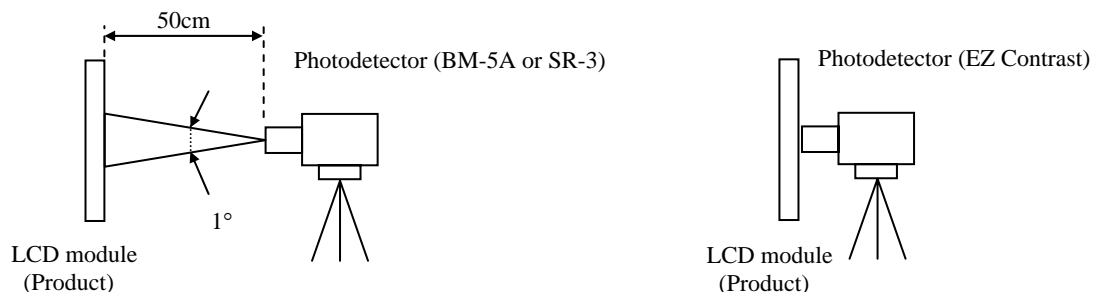 50cm
Photodetector (BM-5A or SR-3)
1°
LCD module
(Product)
Photodetector (EZ Contrast)
LCD module
(Product)